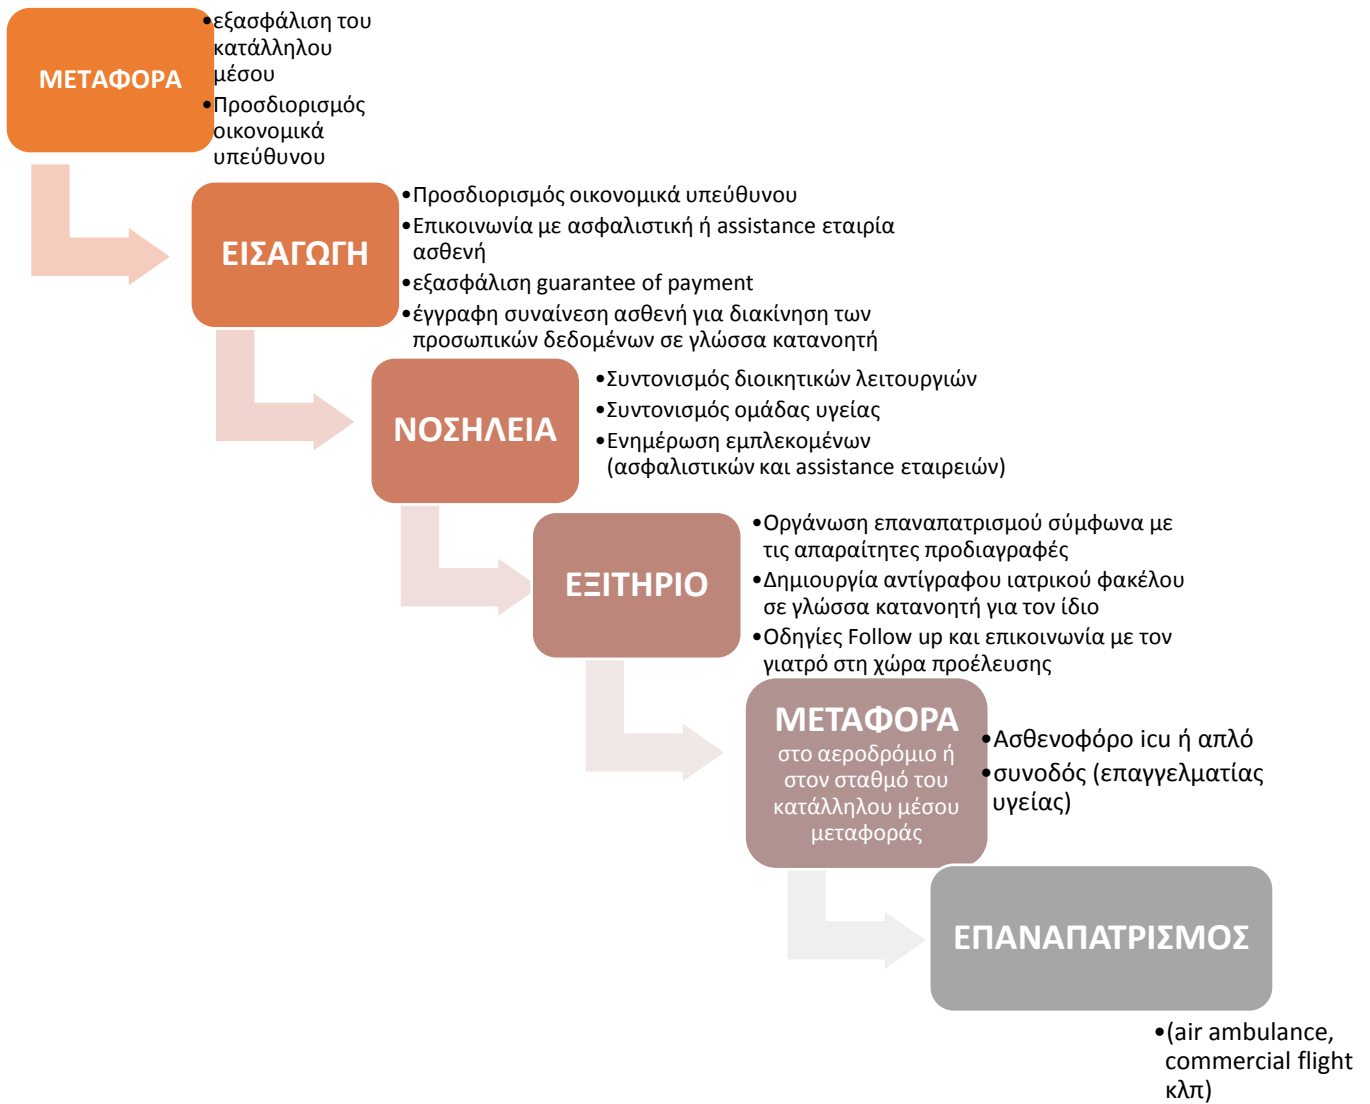 ΜΕΤΑΦΟΡΑ
•εξασφάλιση του
κατάλληλου
μέσου
•Προσδιορισμός
οικονομικά
υπεύθυνου
ΕΙΣΑΓΩΓΗ
•Προσδιορισμός οικονομικά υπεύθυνου
•Επικοινωνία με ασφαλιστική ή assistance εταιρία
ασθενή
•εξασφάλιση guarantee of payment
•έγγραφη συναίνεση ασθενή για διακίνηση των
προσωπικών δεδομένων σε γλώσσα κατανοητή
ΝΟΣΗΛΕΙΑ
•Συντονισμός διοικητικών λειτουργιών
•Συντονισμός ομάδας υγείας
•Ενημέρωση εμπλεκομένων
(ασφαλιστικών και assistance εταιρειών)
ΕΞΙΤΗΡΙΟ
•Οργάνωση επαναπατρισμού σύμφωνα με
τις απαραίτητες προδιαγραφές
•Δημιουργία αντίγραφου ιατρικού φακέλου
σε γλώσσα κατανοητή για τον ίδιο
•Οδηγίες Follow up και επικοινωνία με τον
γιατρό στη χώρα προέλευσης
ΜΕΤΑΦΟΡΑ
στο αεροδρόμιο ή
στον σταθμό του
κατάλληλου μέσου
μεταφοράς
•Ασθενοφόρο icu ή απλό
•συνοδός (επαγγελματίας
υγείας)
ΕΠΑΝΑΠΑΤΡΙΣΜΟΣ
•(air ambulance,
commercial flight
κλπ)